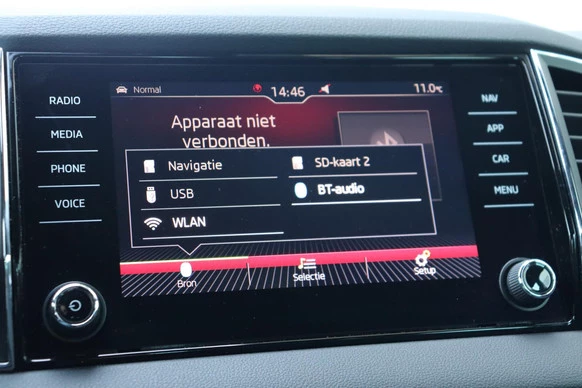 RADIO
MEDIA
PHONE
VOICE
Normal
14:46
11.0°C
Apparaat niet
verbonden.
Navigatie
SD-kaart 2
USB
BT-audio
WLAN
Bron
Selectie
Setup
NAV
APP
CAR
MENU